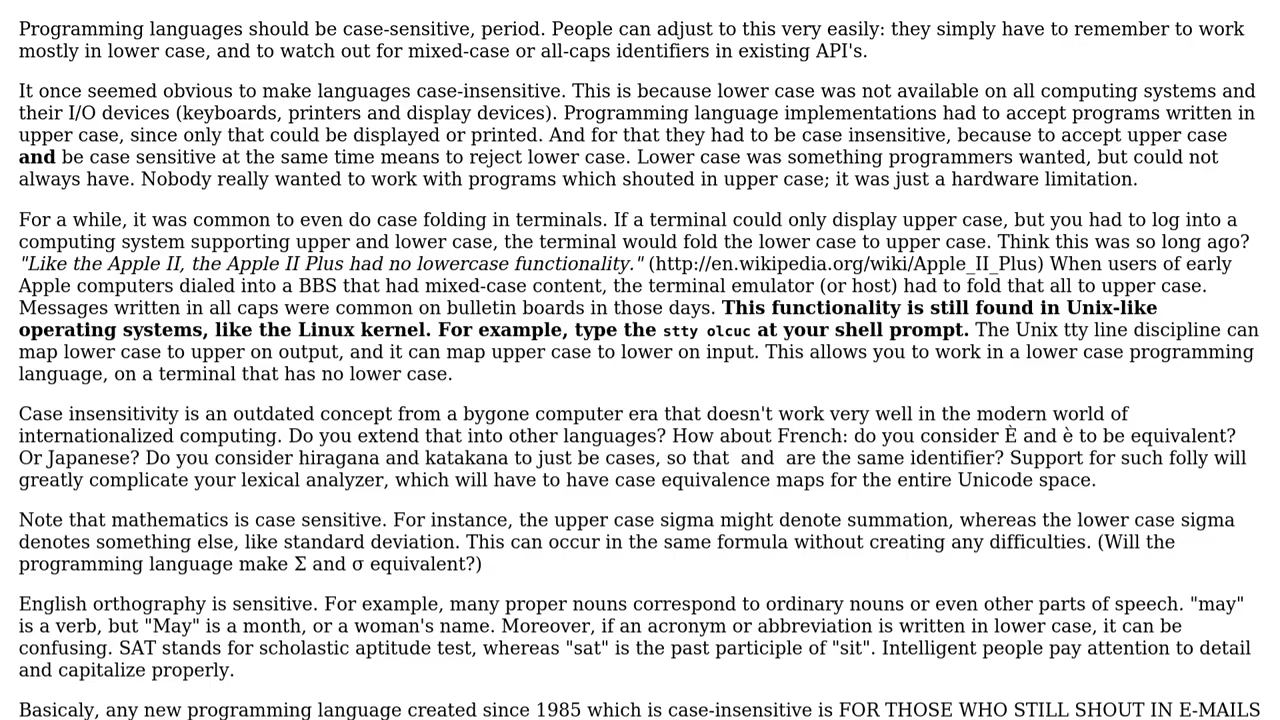 Programming languages should be case-sensitive, period. People can adjust to this very easily: they simply have to remember to work
mostly in lower case, and to watch out for mixed-case or all-caps identifiers in existing API's.
It once seemed obvious to make languages case-insensitive. This is because lower case was not available on all computing systems and
their I/O devices (keyboards, printers and display devices). Programming language implementations had to accept programs written in
upper case, since only that could be displayed or printed. And for that they had to be case insensitive, because to accept upper case
and be case sensitive at the same time means to reject lower case. Lower case was something programmers wanted, but could not
always have. Nobody really wanted to work with programs which shouted in upper case; it was just a hardware limitation.
For a while, it was common to even do case folding in terminals. If a terminal could only display upper case, but you had to log into a
computing system supporting upper and lower case, the terminal would fold the lower case to upper case. Think this was so long ago?
"Like the Apple II, the Apple II Plus had no lowercase functionality." (http://en.wikipedia.org/wiki/Apple_II_Plus) When users of early
Apple computers dialed into a BBS that had mixed-case content, the terminal emulator (or host) had to fold that all to upper case.
Messages written in all caps were common on bulletin boards in those days. This functionality is still found in Unix-like
operating systems, like the Linux kernel. For example, type the stty olcuc at your shell prompt. The Unix tty line discipline can
map lower case to upper on output, and it can map upper case to lower on input. This allows you to work in a lower case programming
language, on a terminal that has no lower case.
Case insensitivity is an outdated concept from a bygone computer era that doesn't work very well in the modern world of
internationalized computing. Do you extend that into other languages? How about French: do you consider È and è to be equivalent?
Or Japanese? Do you consider hiragana and katakana to just be cases, so that  and  are the same identifier? Support for such folly will
greatly complicate your lexical analyzer, which will have to have case equivalence maps for the entire Unicode space.
Note that mathematics is case sensitive. For instance, the upper case sigma might denote summation, whereas the lower case sigma
denotes something else, like standard deviation. This can occur in the same formula without creating any difficulties. (Will the
programming language make Σ and σ equivalent?)
English orthography is sensitive. For example, many proper nouns correspond to ordinary nouns or even other parts of speech. "may"
is a verb, but "May" is a month, or a woman's name. Moreover, if an acronym or abbreviation is written in lower case, it can be
confusing. SAT stands for scholastic aptitude test, whereas "sat" is the past participle of "sit". Intelligent people pay attention to detail
and capitalize properly.
Basicaly, any new programming language created since 1985 which is case-insensitive is FOR THOSE WHO STILL SHOUT IN E-MAILS